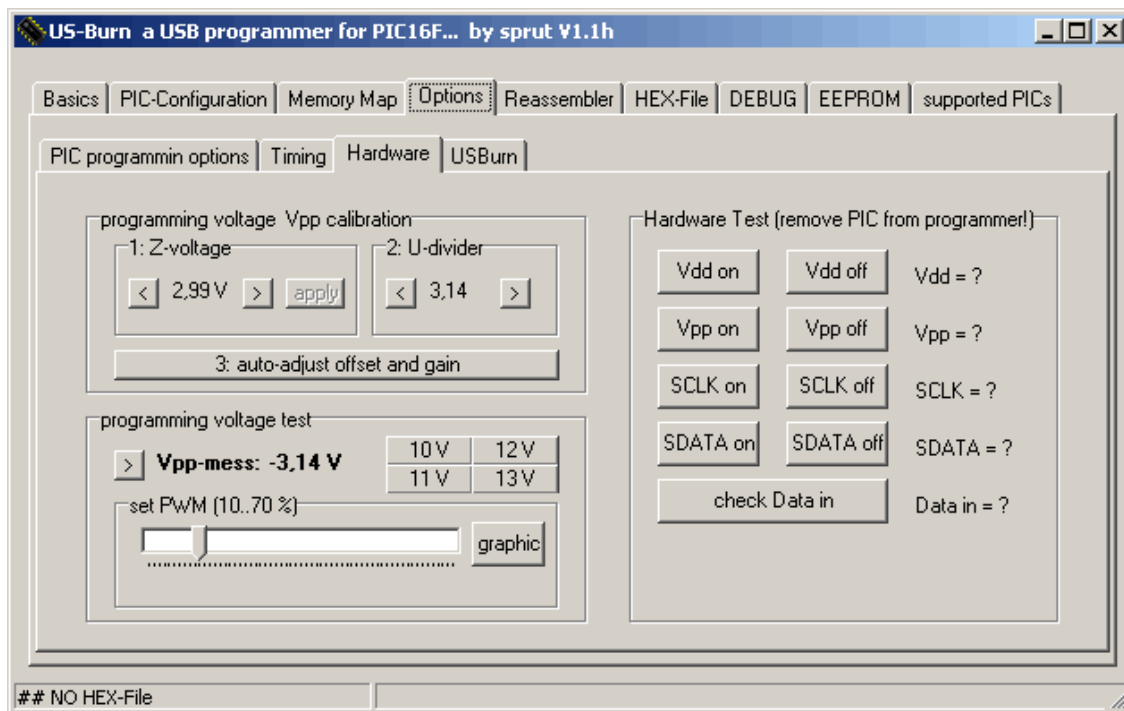 US-Burn a USB programmer for PIC16F... by sprut V1.1h
Basics PIC-Configuration Memory Map Options Reassembler HEX-File DEBUG EEPROM supported PICs
PIC programmin options Timing Hardware USBurn
programming voltage Vpp calibration
1: Z-voltage
< 2,99 V > apply
2: U-divider
< 3,14 >
3: auto-adjust offset and gain
programming voltage test
> Vpp-mess: -3,14 V
10 V 12 V
11 V 13 V
set PWM (10..70 %)
graphic
Hardware Test (remove PIC from programmer!)
Vdd on Vdd off Vdd = ?
Vpp on Vpp off Vpp = ?
SCLK on SCLK off SCLK = ?
SDATA on SDATA off SDATA = ?
check Data in Data in = ?
## NO HEX-File